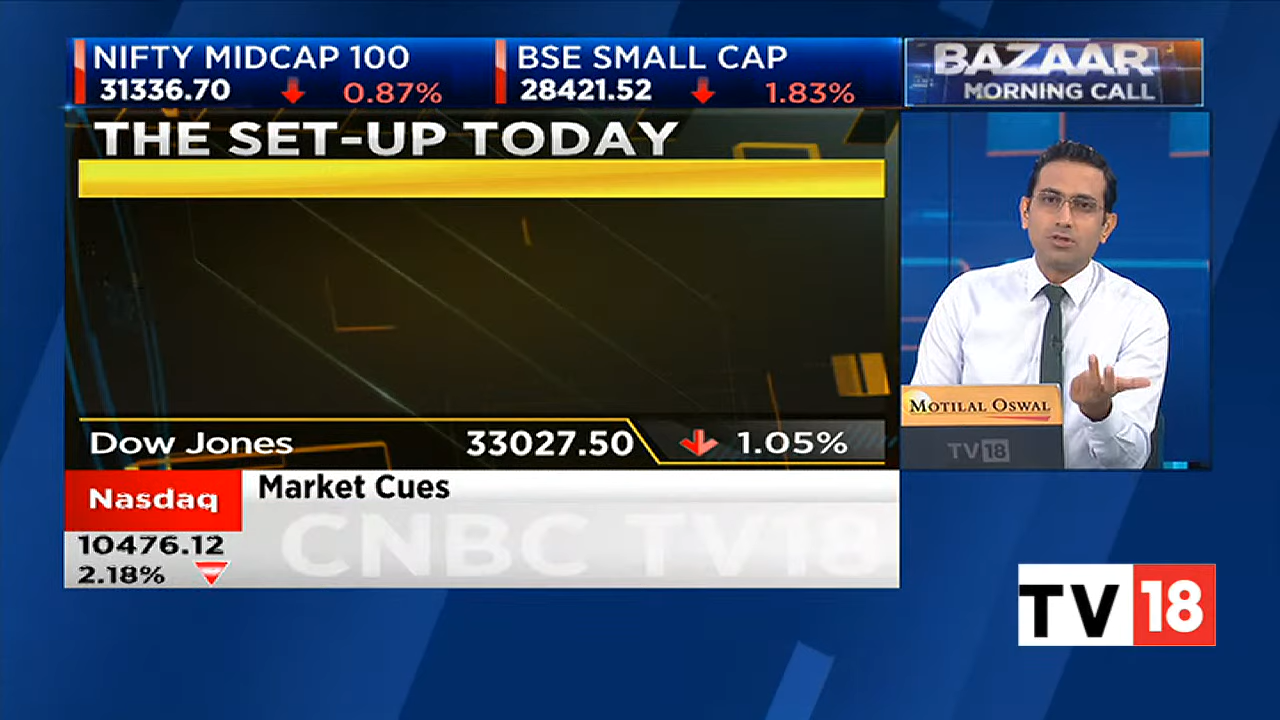 NIFTY MIDCAP 100
31336.70 0.87%
BSE SMALL CAP
28421.52 1.83%
BAZAAR
MORNING CALL
THE SET-UP TODAY
MOTILAL OSWAL
TV18
Dow Jones 33027.50 1.05%
Nasdaq
10476.12
2.18%
Market Cues
CNBC TV18
TV18